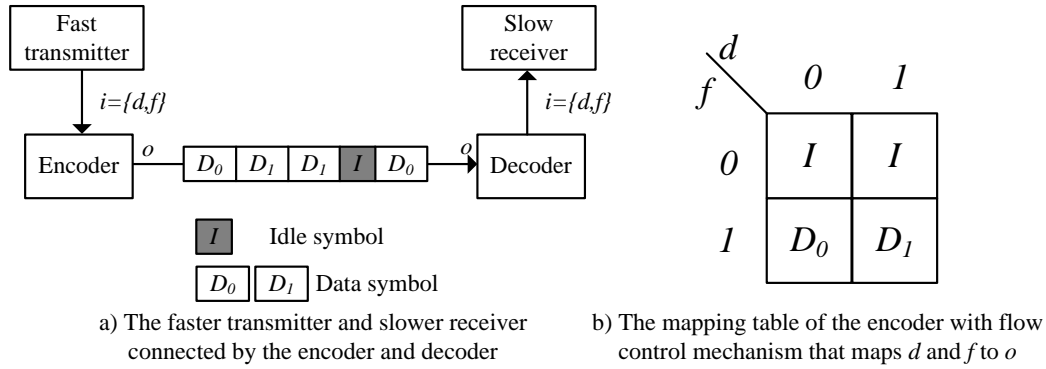 Fast transmitter
Slow receiver
i={d,f}
i={d,f}
Encoder
o
D0 D1 D1 I D0
o
Decoder
I Idle symbol
D0 D1 Data symbol
a) The faster transmitter and slower receiver
connected by the encoder and decoder
d
f
0 1
0 I I
1 D0 D1
b) The mapping table of the encoder with flow
control mechanism that maps d and f to o